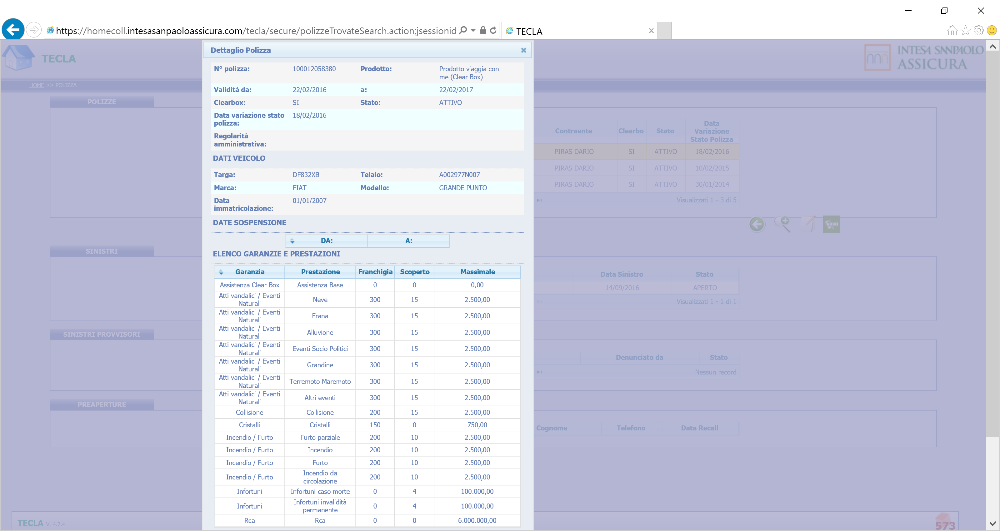 https://homecoll.intesasanpaoloassicura.com/tecla/secure/polizzeTrovateSearch.action;jsessionid
TECLA
TECLA
INTESA SANPAOLO
ASSICURA
HOME >> POLIZZA
Dettaglio Polizza
N° polizza: 100012058380 Prodotto: Prodotto viaggia con
me (Clear Box)
Validità da: 22/02/2016 a: 22/02/2017
Clearbox: SI Stato: ATTIVO
Data variazione stato 18/02/2016
polizza:
Regolarità
amministrativa:
DATI VEICOLO
Targa: DF832XB Telaio: A002977N007
Marca: FIAT Modello: GRANDE PUNTO
Data 01/01/2007
immatricolazione:
DATE SOSPENSIONE
DA: A:
ELENCO GARANZIE E PRESTAZIONI
Garanzia Prestazione Franchigia Scoperto Massimale
Assistenza Clear Box Assistenza Base 0 0 0,00
Atti vandalici / Eventi
Naturali Neve 300 15 2.500,00
Atti vandalici / Eventi
Naturali Frana 300 15 2.500,00
Atti vandalici / Eventi
Naturali Alluvione 300 15 2.500,00
Atti vandalici / Eventi
Naturali Eventi Socio Politici 300 15 2.500,00
Atti vandalici / Eventi
Naturali Grandine 300 15 2.500,00
Atti vandalici / Eventi
Naturali Terremoto Maremoto 300 15 2.500,00
Atti vandalici / Eventi
Naturali Altri eventi 300 15 2.500,00
Collisione Collisione 200 15 2.500,00
Cristalli Cristalli 150 0 750,00
Incendio / Furto Furto parziale 200 10 2.500,00
Incendio / Furto Incendio 200 10 2.500,00
Incendio / Furto Furto 200 10 2.500,00
Incendio / Furto Incendio da
circolazione 200 10 2.500,00
Infortuni Infortuni caso morte 0 4 100.000,00
Infortuni Infortuni invalidità
permanente 0 4 100.000,00
Rca Rca 0 0 6.000.000,00
POLIZZE
Contraente Clearbo Stato Data
Variazione
Stato Polizza
PIRAS DARIO SI ATTIVO 18/02/2016
PIRAS DARIO SI ATTIVO 10/02/2015
PIRAS DARIO SI ATTIVO 30/01/2014
Visualizzati 1 - 3 di 5
SINISTRI
Data Sinistro Stato
14/09/2016 APERTO
Visualizzati 1 - 1 di 1
SINISTRI PROVVISORI
Denunciato da Stato
Nessun record
PREAPERTURE
Cognome Telefono Data Recall
TECLA V. 4.7.4
573